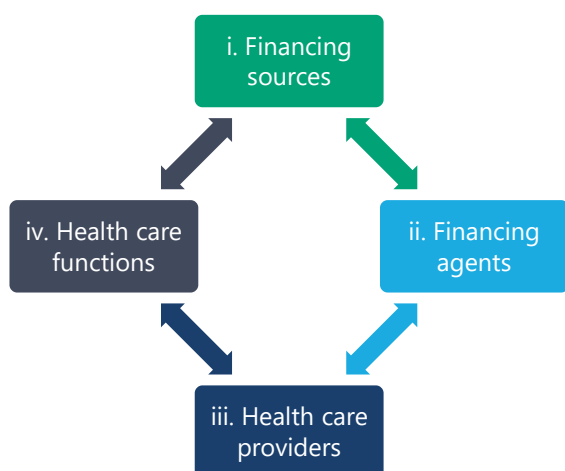 i. Financing
sources
iv. Health care
functions
ii. Financing
agents
iii. Health care
providers